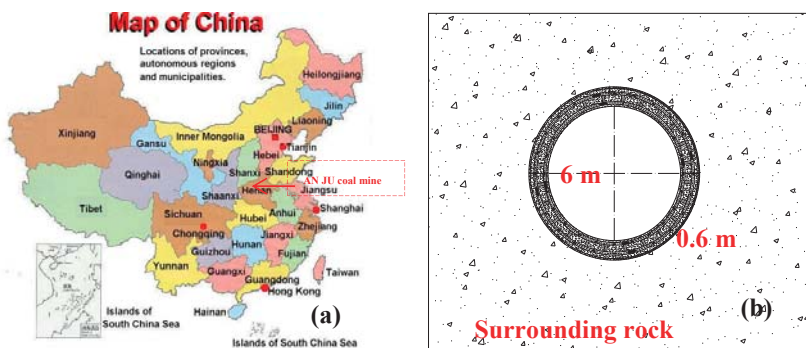 Map of China
Locations of provinces,
autonomous regions
and municipalities.
Heilongjiang
Jilin
Liaoning
Inner Mongolia
BEIJING
Tianjin
Hebei
Xinjiang
Gansu
Ningxia
Shanxi
Shandong
Qinghai
AN JU coal mine
Henan
Jiangsu
Shaanxi
Tibet
Sichuan
Hubei
Anhui
Shanghai
Zhejiang
Chongqing
Hunan
Jiangxi
Guizhou
Fujian
Yunnan
Guangxi
Guangdong
Taiwan
Hong Kong
Hainan
Islands of
South China Sea
(a)
Islands of
South China Sea
6 m
0.6 m
(b)
Surrounding rock